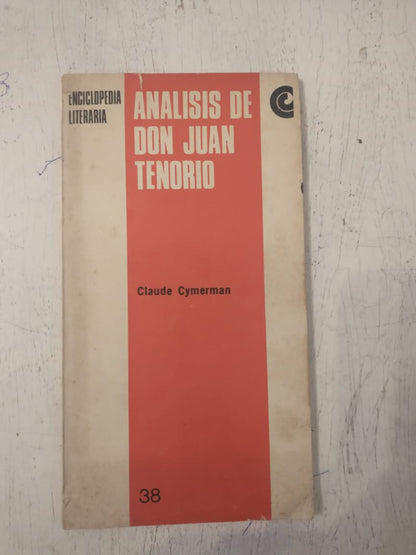 ENCICLOPEDIA
LITERARIA
ANALISIS DE
DON JUAN
TENORIO
Claude Cymerman
38